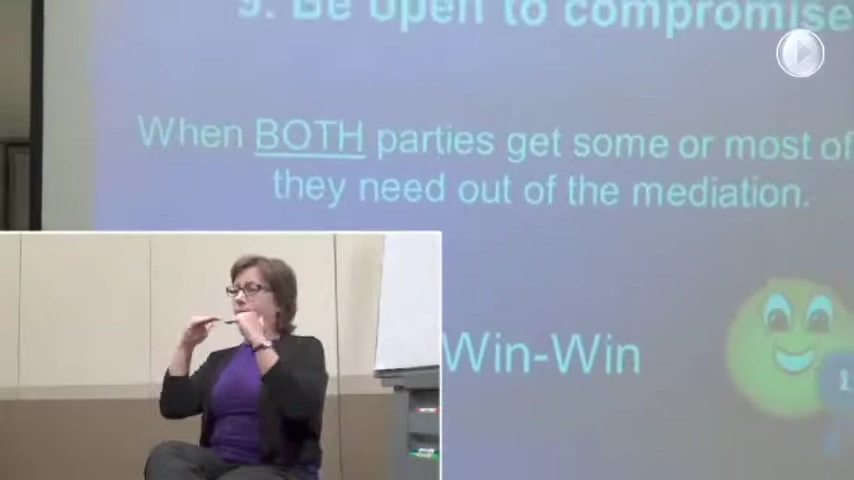 9. Be open to compromise
When BOTH parties get some or most of
they need out of the mediation.
Win-Win
1